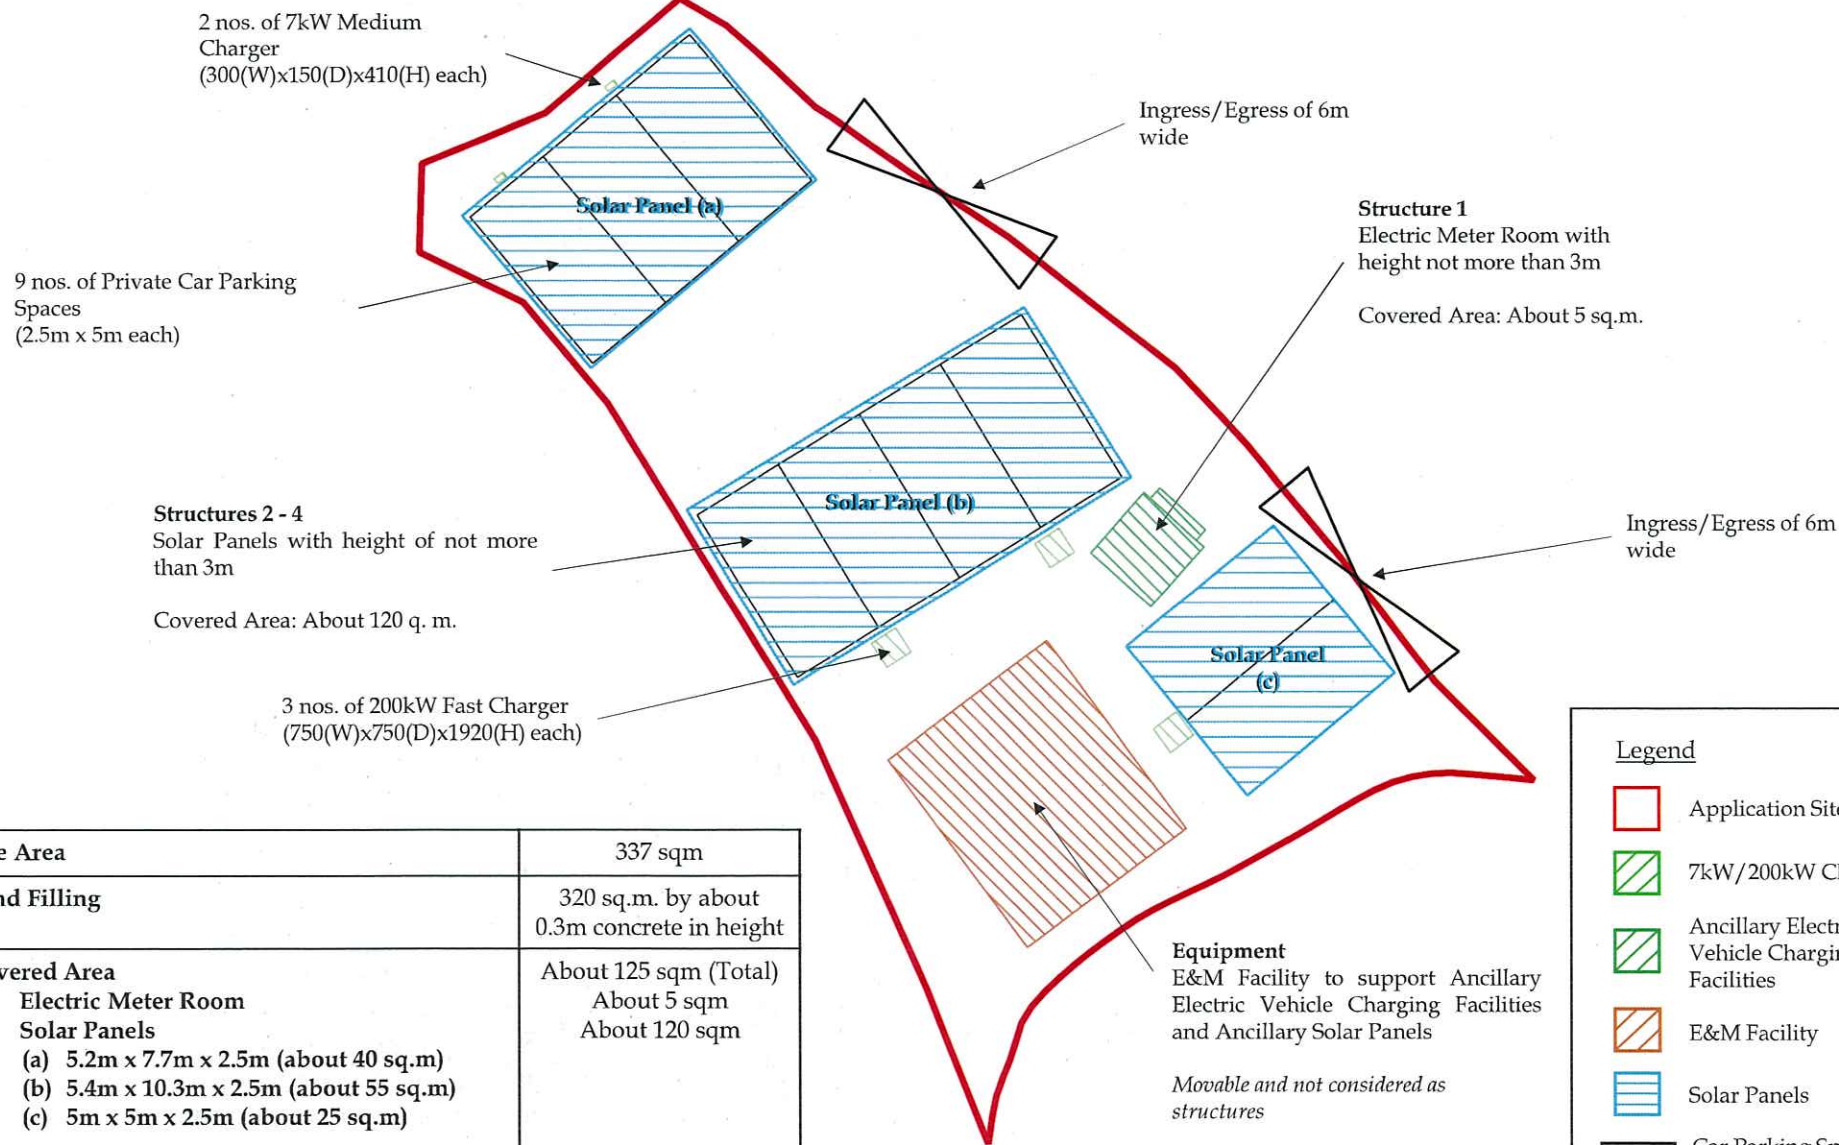 2 nos. of 7kW Medium
Charger
(300(W)x150(D)x410(H) each)
Ingress/Egress of 6m
wide
Structure 1
Electric Meter Room with
height not more than 3m
Covered Area: About 5 sq.m.
Solar Panel (a)
9 nos. of Private Car Parking
Spaces
(2.5m x 5m each)
Structures 2 - 4
Solar Panels with height of not more
than 3m
Covered Area: About 120 q. m.
Solar Panel (b)
Ingress/Egress of 6m
wide
Solar Panel
(c)
3 nos. of 200kW Fast Charger
(750(W)x750(D)x1920(H) each)
Area
337 sqm
Filling
320 sq.m. by about
0.3m concrete in height
Area
About 125 sqm (Total)
Electric Meter Room
About 5 sqm
Solar Panels
About 120 sqm
(a) 5.2m x 7.7m x 2.5m (about 40 sq.m)
(b) 5.4m x 10.3m x 2.5m (about 55 sq.m)
(c) 5m x 5m x 2.5m (about 25 sq.m)
Equipment
E&M Facility to support Ancillary
Electric Vehicle Charging Facilities
and Ancillary Solar Panels
Movable and not considered as
structures
Legend
Application Site
7kW/200kW
Ancillary
Vehicle
Facilities
E&M Facility
Solar Panels
Car Parking